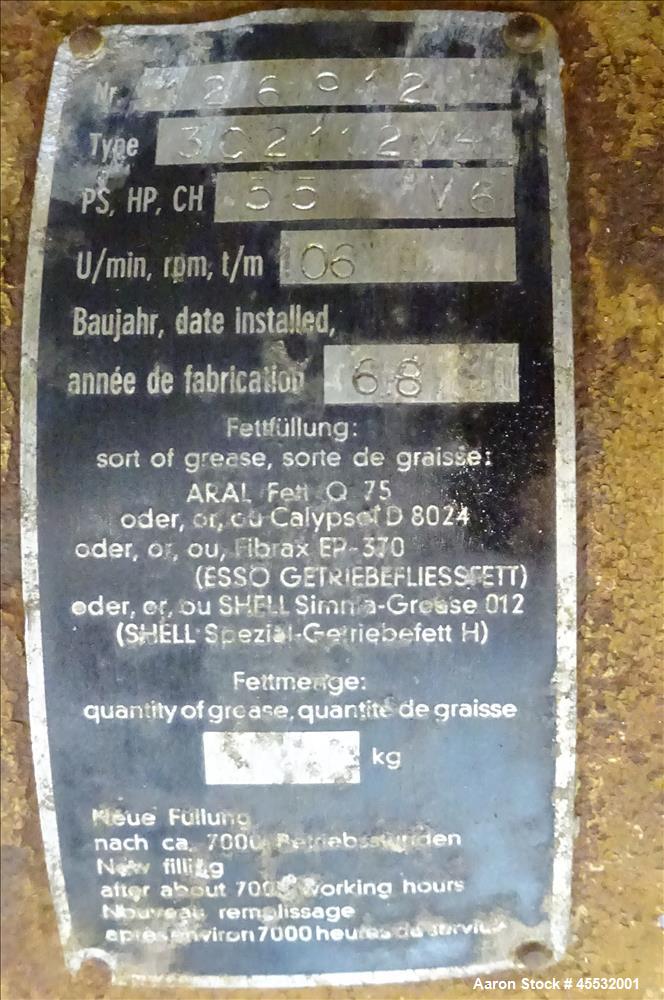 Nr. 126912
Type 302112V4
PS, HP, CH 55 V6
U/min, rpm, t/m 106
Baujahr, date installed,
année de fabrication 68
Fettfüllung:
sort of grease, sorte de graisse:
ARAL Fett Q 75
oder, or, ou Calypsol D 8024
oder, or, ou, Fibrax EP-370
(ESSO GETRIEBEFLIESSFETT)
oder, or, ou SHELL Simnia-Grease 012
(SHELL Spezial-Getriebefett H)
Fettmenge:
quantity of grease, quantité de graisse
kg
Neue Füllung
nach ca. 7000 Betriebsstunden
New filling
after about 7000 working hours
Nouveau remplissage
apres environ 7000 heures de service
Aaron Stock # 45532001